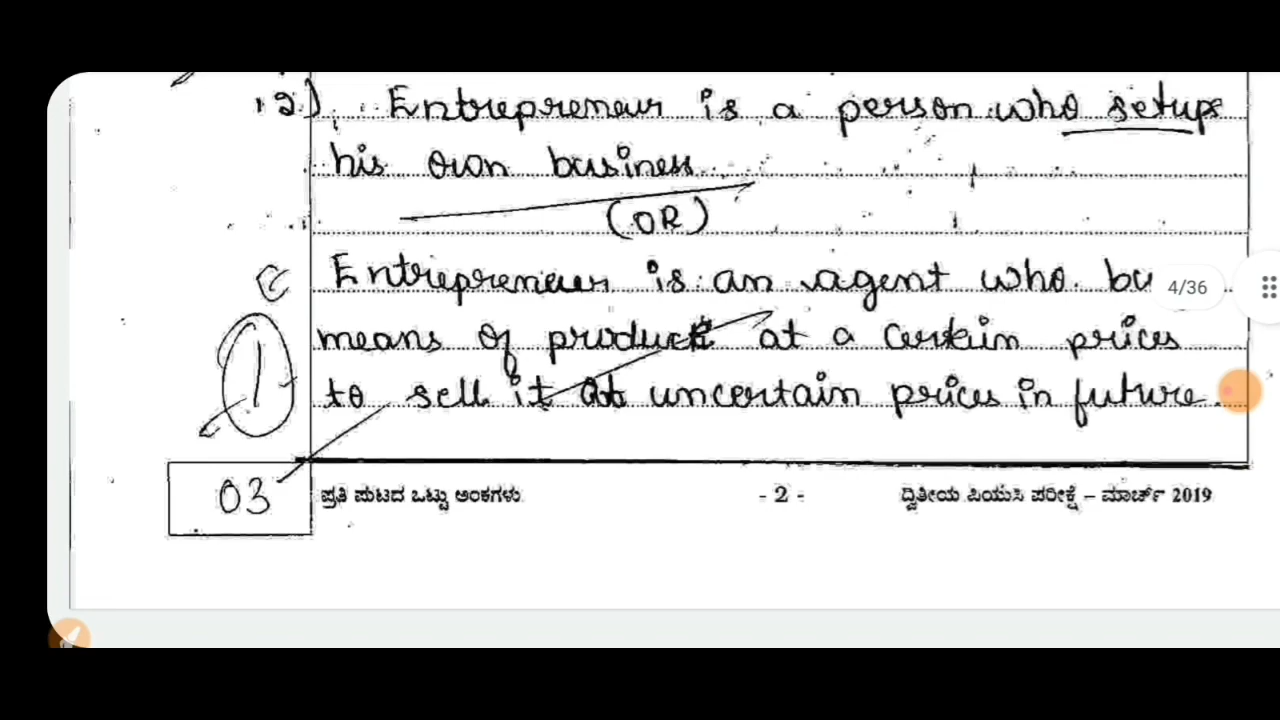 12) Entrepreneur is a person who setups
his own business
(OR)
Entrepreneur is an agent who bu
4/36
means of product at a certain prices
1
to sell it at uncertain prices in future.
03
ಪ್ರತಿ ಪುಟದ ಒಟ್ಟು ಅಂಕಗಳು
- 2 -
ದ್ವಿತೀಯ ಪಿಯುಸಿ ಪರೀಕ್ಷೆ – ಮಾರ್ಚ್ 2019